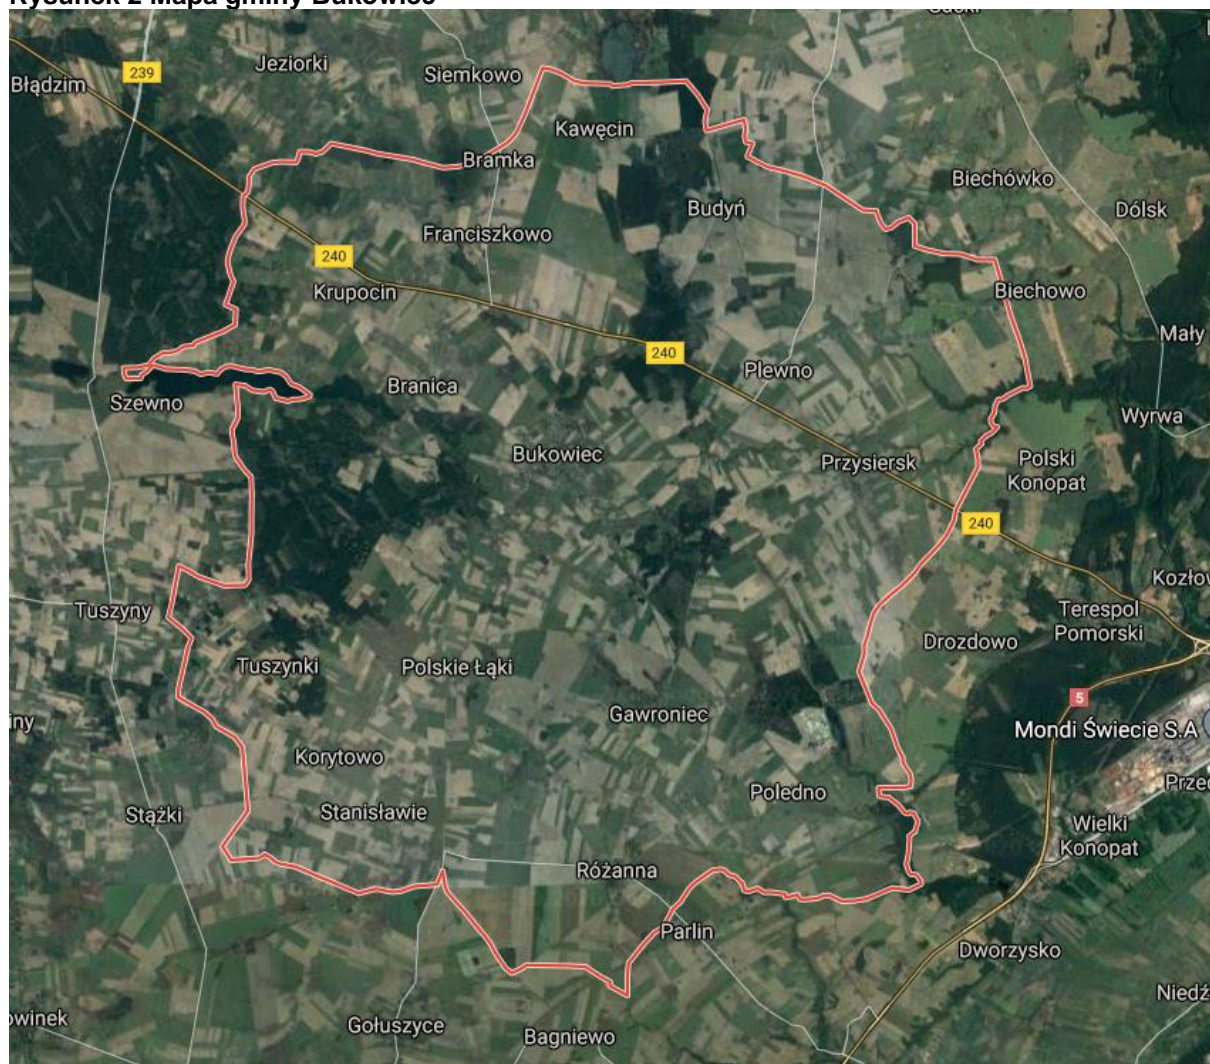 Rysunek 2 Mapa gminy Bukowiec
239
Jeziorki
Siemkowo
Błądzim
Kawęcin
Bramka
Biechówko
Budyń
Dólsk
Franciszkowo
240
Krupocin
Biechowo
Mały
240
Plewno
Branica
Szewno
Wyrwa
Bukowiec
Przysiersk
Polski
Konopat
240
Tuszyny
Terespol
Pomorski
Drozdowo
Tuszynki
Polskie Łąki
5
Gawroniec
Mondi Świecie S.A
Korytowo
Poledno
Stążki
Stanisławie
Wielki
Konopat
Różanna
Parlin
Dworzysko
Gołuszyce
Bagniewo